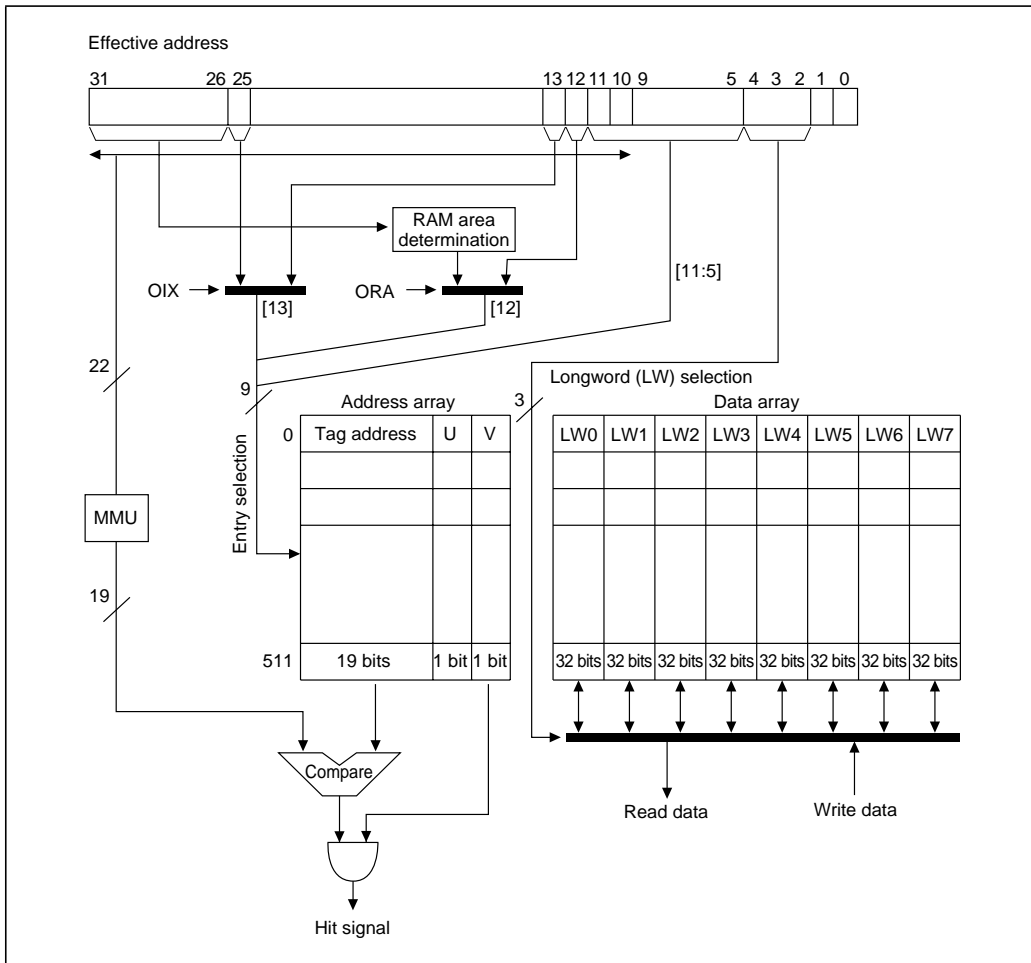 Effective address
31 26 25 13 12 11 10 9 5 4 3 2 1 0
RAM area
determination
[11:5]
OIX
ORA
[13]
[12]
22
9
3
Longword (LW) selection
Address array
Data array
0
Tag address U V
LW0 LW1 LW2 LW3 LW4 LW5 LW6 LW7
Entry selection
MMU
19
511
19 bits 1 bit 1 bit
32 bits 32 bits 32 bits 32 bits 32 bits 32 bits 32 bits 32 bits
Compare
Read data
Write data
Hit signal